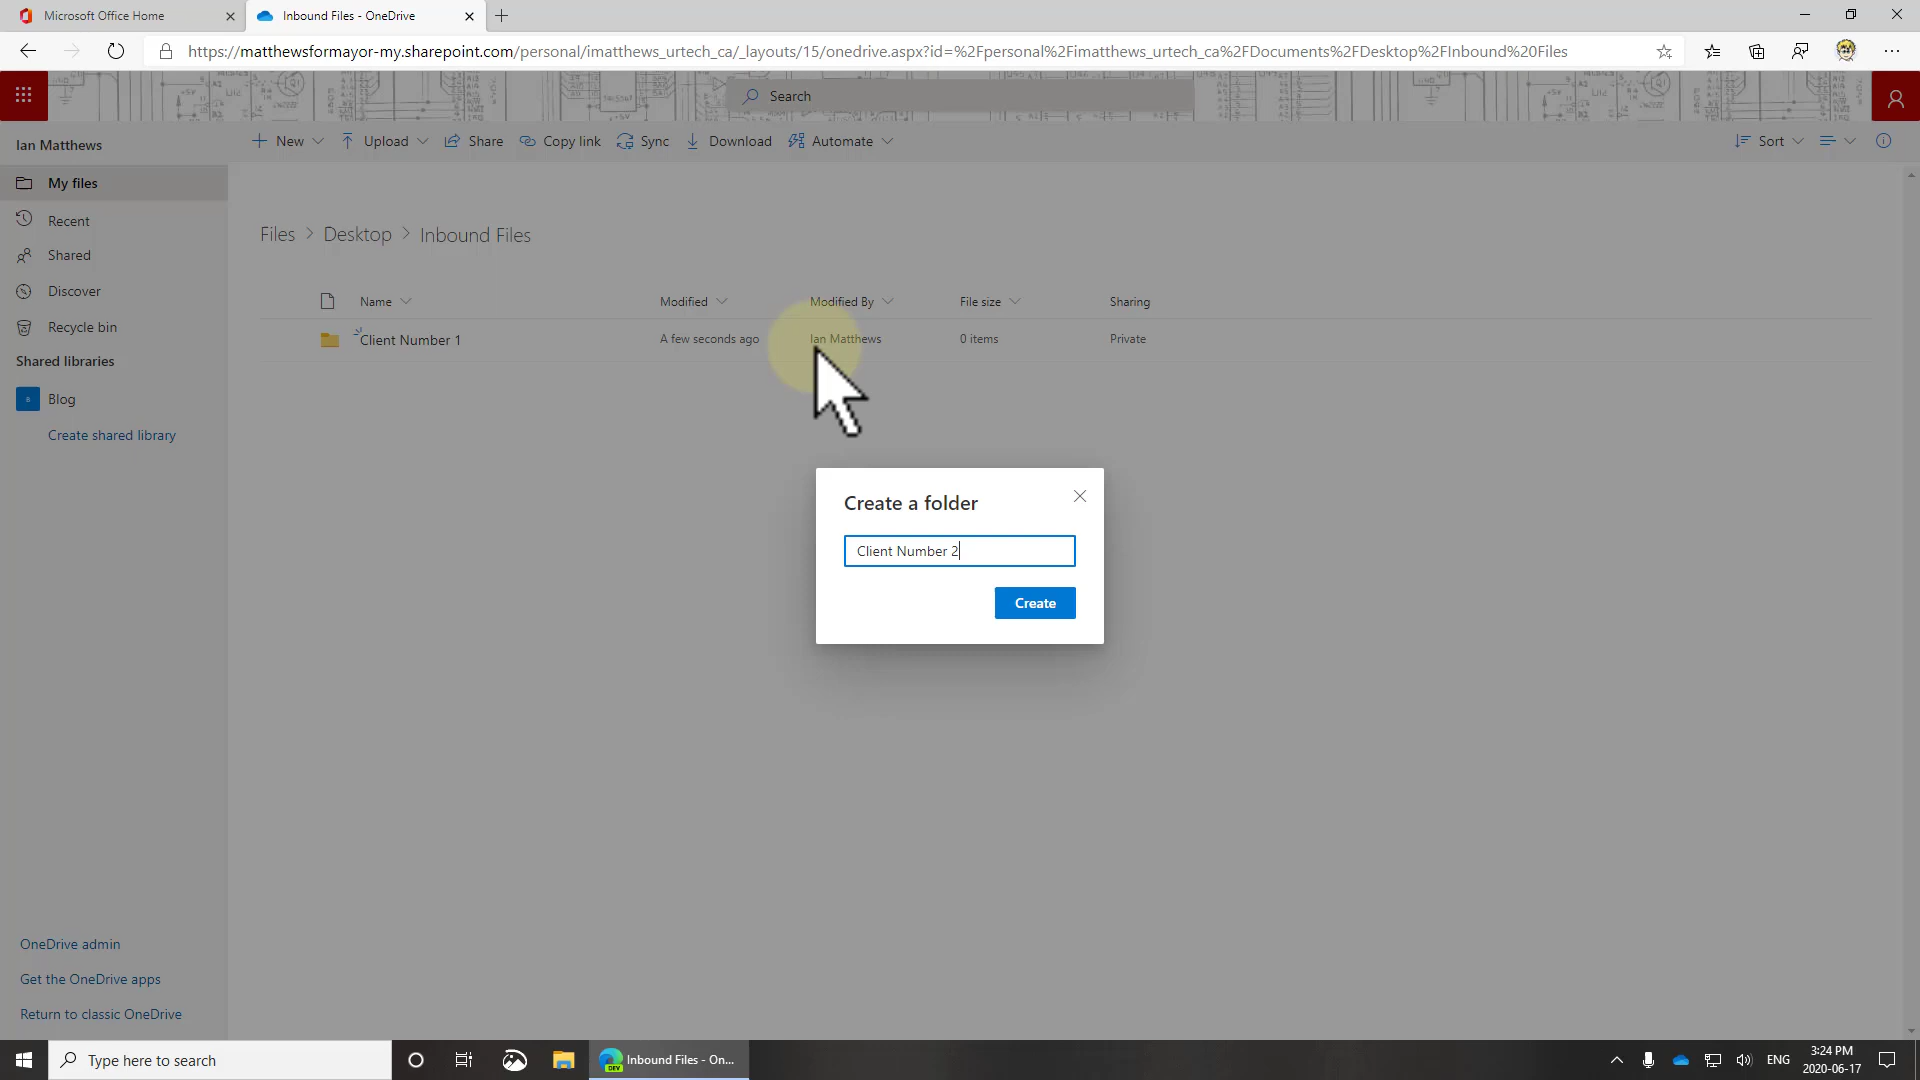 Microsoft Office Home
Inbound Files - OneDrive
https://matthewsformayor-my.sharepoint.com/personal/imatthews_urtech_ca/_layouts/15/onedrive.aspx?id=%2Fpersonal%2Fimatthews_urtech_ca%2FDocuments%2FDesktop%2FInbound%20Files
Search
Ian Matthews
New
Upload
Share
Copy link
Sync
Download
Automate
Sort
My files
Recent
Shared
Discover
Recycle bin
Shared libraries
Blog
Create shared library
Files > Desktop > Inbound Files
Name Modified Modified By File size Sharing
Client Number 1 A few seconds ago Ian Matthews 0 items Private
Create a folder
Client Number 2
Create
OneDrive admin
Get the OneDrive apps
Return to classic OneDrive
Type here to search
DEV
Inbound Files - On...
ENG
3:24 PM
2020-06-17